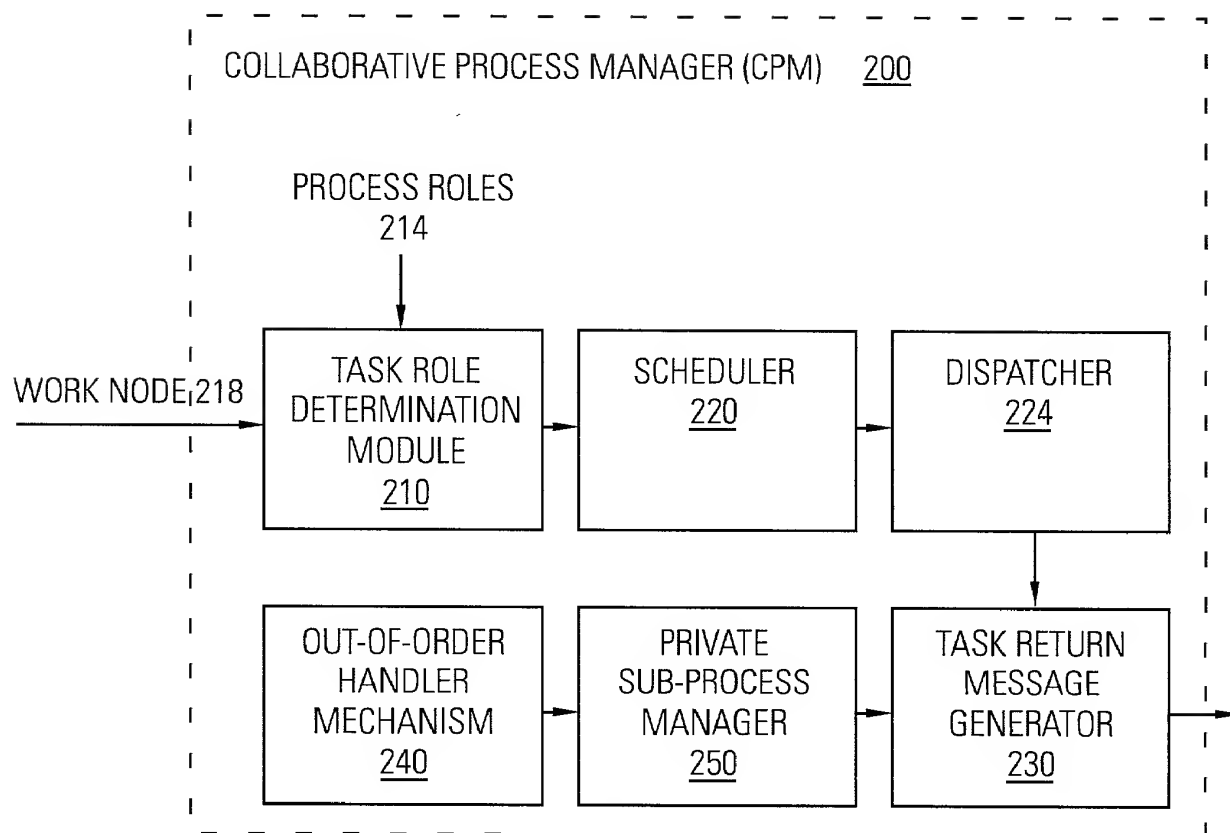 COLLABORATIVE PROCESS MANAGER (CPM) 200
PROCESS ROLES
214
WORK NODE 218
TASK ROLE
DETERMINATION
MODULE
210
SCHEDULER
220
DISPATCHER
224
OUT-OF-ORDER
HANDLER
MECHANISM
240
PRIVATE
SUB-PROCESS
MANAGER
250
TASK RETURN
MESSAGE
GENERATOR
230